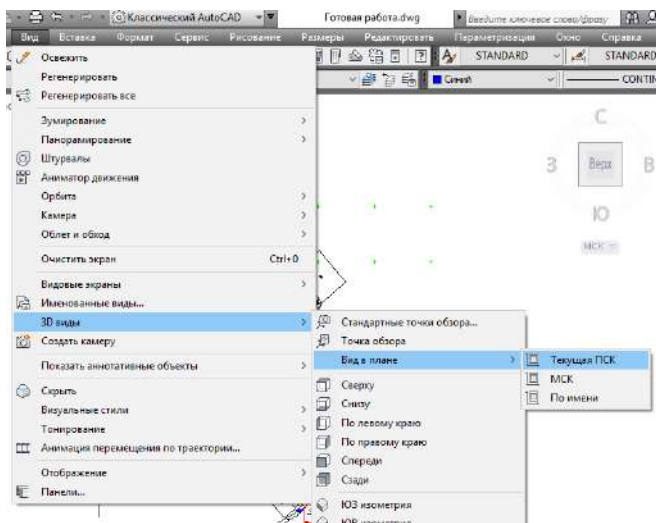 Классический AutoCAD Готовая работа.dwg Введите ключевое слово/фразу
Вид Вставка Формат Сервис Рисование Размеры Редактировать Параметризация Окно Справка
STANDARD STANDARD
Синий CONTIN
Освежить
Регенерировать
Регенерировать все
Зумирование
Панорамирование
Штурвалы
Аниматор движения
Орбита
Камера
Облет и обход
Очистить экран Ctrl+0
Видовые экраны
Именованные виды...
3D виды
Создать камеру
Показать аннотативные объекты
Скрыть
Визуальные стили
Тонирование
Анимация перемещения по траектории...
Отображение
Панели...
Стандартные точки обзора...
Точка обзора
Вид в плане
Сверху
Снизу
По левому краю
По правому краю
Спереди
Сзади
ЮЗ изометрия
ЮВ изометрия
Текущая ПСК
МСК
По имени
С
З Верх В
Ю
МСК